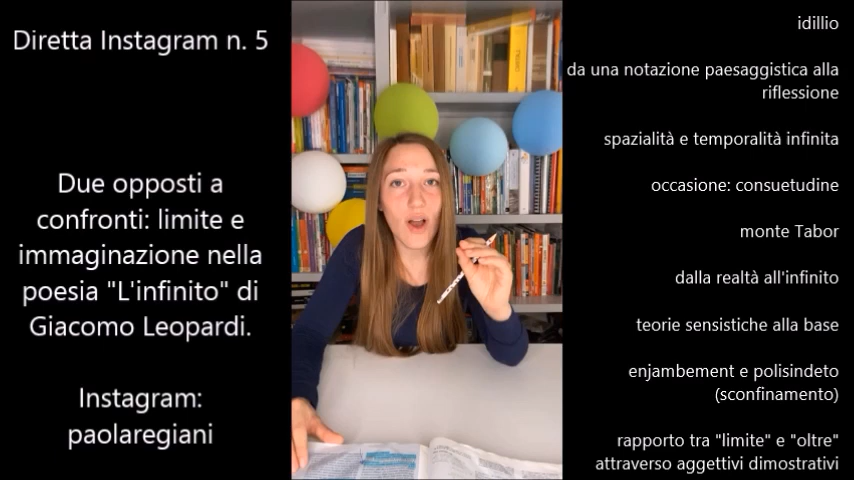 Diretta Instagram n. 5
Due opposti a
confronti: limite e
immaginazione nella
poesia "L'infinito" di
Giacomo Leopardi.
Instagram:
paolaregiani
idillio
da una notazione paesaggistica alla
riflessione
spazialità e temporalità infinita
occasione: consuetudine
monte Tabor
dalla realtà all'infinito
teorie sensistiche alla base
enjambement e polisindeto
(sconfinamento)
rapporto tra "limite" e "oltre"
attraverso aggettivi dimostrativi